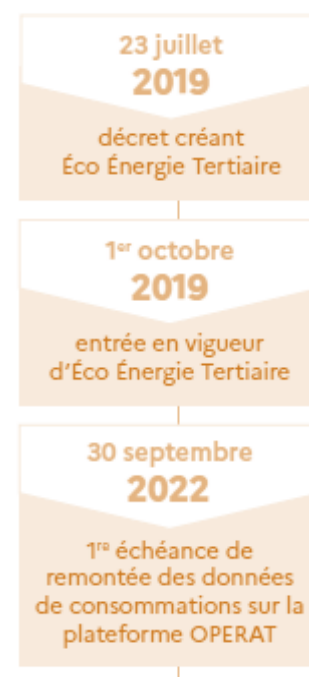 23 juillet
2019
décret créant
Éco Énergie Tertiaire
1er octobre
2019
entrée en vigueur
d'Éco Énergie Tertiaire
30 septembre
2022
1re échéance de
remontée des données
de consommations sur la
plateforme OPERAT